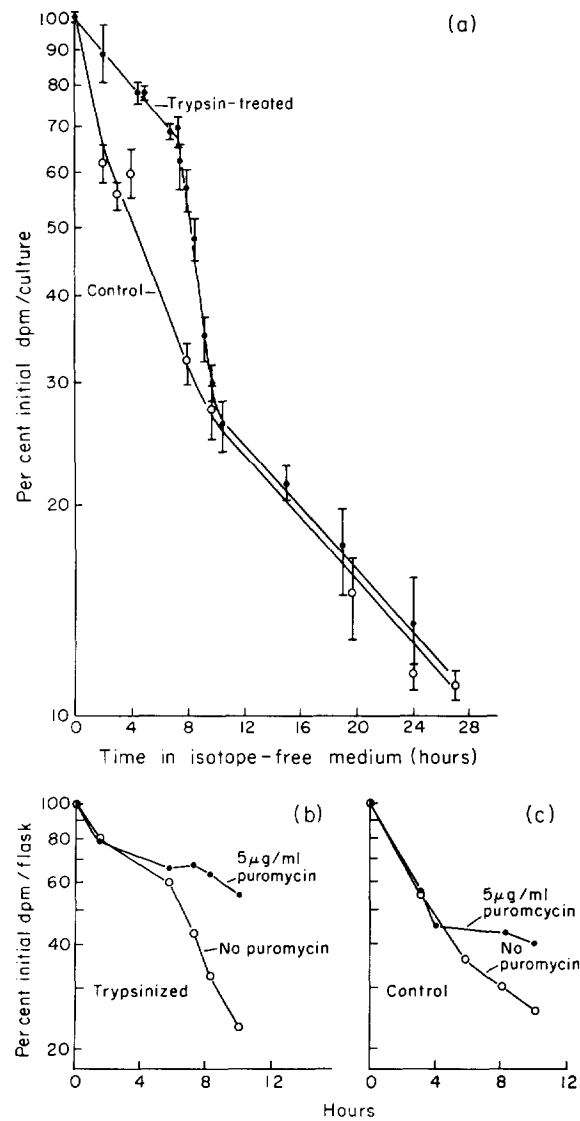 (a)
100
90
80
70
60
50
40
30
20
10
Per cent initial dpm/culture
Trypsin-treated
Control
0 4 8 12 16 20 24 28
Time in isotope-free medium (hours)
(b)
100
80
60
40
20
Per cent initial dpm/flask
5μg/ml
puromycin
No puromycin
Trypsinized
0 4 8 12
(c)
5μg/ml
puromcycin
No
puromycin
Control
0 4 8 12
Hours